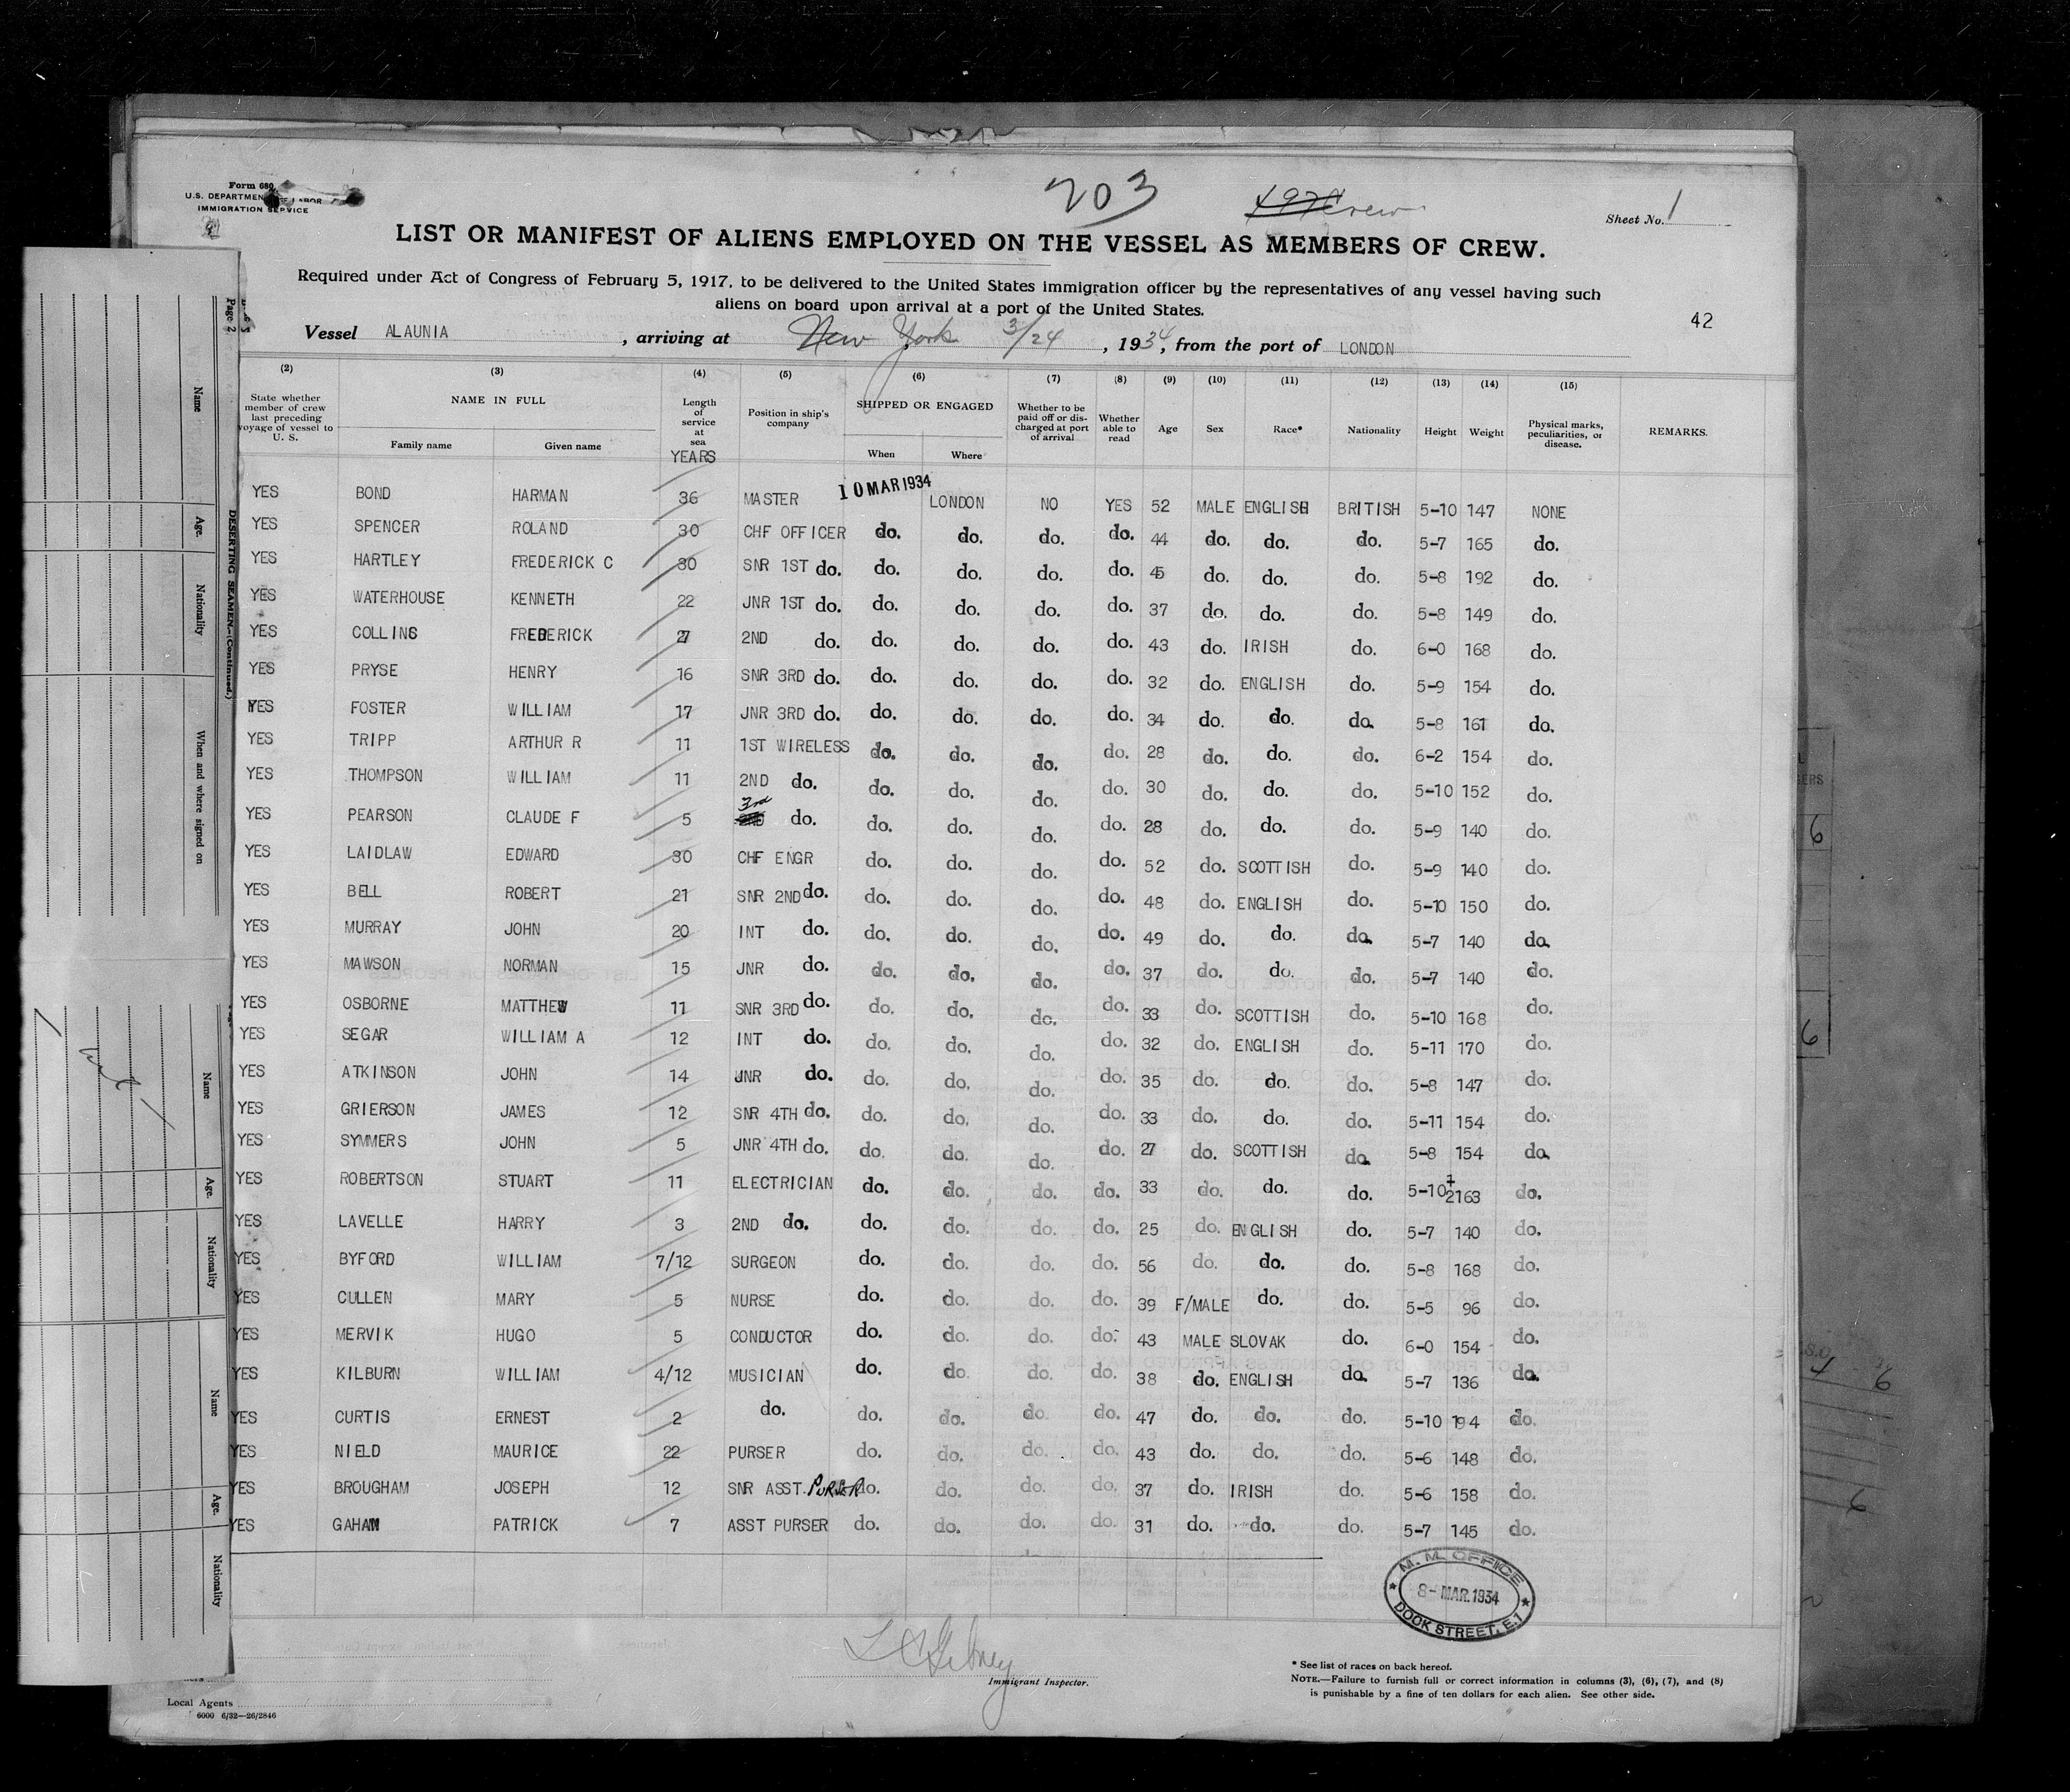 Form 680
U.S. DEPARTMENT OF LABOR
IMMIGRATION SERVICE
203
Crew
Sheet No. 1
LIST OR MANIFEST OF ALIENS EMPLOYED ON THE VESSEL AS MEMBERS OF CREW.
Required under Act of Congress of February 5, 1917, to be delivered to the United States immigration officer by the representatives of any vessel having such
aliens on board upon arrival at a port of the United States.
42
Vessel ALAUNIA, arriving at New York 3/24, 1934, from the port of LONDON
(2) (3) (4) (5) (6) (7) (8) (9) (10) (11) (12) (13) (14) (15)
State whether member of crew last preceding voyage of vessel to U. S.
NAME IN FULL
Family name Given name
Length of service at sea
YEARS
Position in ship's company
SHIPPED OR ENGAGED
When Where
Whether to be paid off or discharged at port of arrival
Whether able to read
Age Sex Race* Nationality Height Weight
Physical marks, peculiarities, or disease.
REMARKS.
YES BOND HARMAN 36 MASTER 10 MAR 1934 LONDON NO YES 52 MALE ENGLISH BRITISH 5-10 147 NONE
YES SPENCER ROLAND 30 CHF OFFICER do. do. do. do. 44 do. do. do. 5-7 165 do.
YES HARTLEY FREDERICK C 30 SNR 1ST do. do. do. do. do. 45 do. do. do. 5-8 192 do.
YES WATERHOUSE KENNETH 22 JNR 1ST do. do. do. do. do. 37 do. do. do. 5-8 149 do.
YES COLLINS FREDERICK 27 2ND do. do. do. do. do. 43 do. IRISH do. 6-0 168 do.
YES PRYSE HENRY 16 SNR 3RD do. do. do. do. do. 32 do. ENGLISH do. 5-9 154 do.
YES FOSTER WILLIAM 17 JNR 3RD do. do. do. do. do. 34 do. do. do. 5-8 161 do.
YES TRIPP ARTHUR R 11 1ST WIRELESS do. do. do. do. 28 do. do. do. 6-2 154 do.
YES THOMPSON WILLIAM 11 2ND do. do. do. do. do. 30 do. do. do. 5-10 152 do.
YES PEARSON CLAUDE F 5 3rd do. do. do. do. do. 28 do. do. do. 5-9 140 do.
YES LAIDLAW EDWARD 30 CHF ENGR do. do. do. do. 52 do. SCOTTISH do. 5-9 140 do.
YES BELL ROBERT 21 SNR 2ND do. do. do. do. do. 48 do. ENGLISH do. 5-10 150 do.
YES MURRAY JOHN 20 INT do. do. do. do. do. 49 do. do. do. 5-7 140 do.
YES MAWSON NORMAN 15 JNR do. do. do. do. do. 37 do. do. do. 5-7 140 do.
YES OSBORNE MATTHEW 11 SNR 3RD do. do. do. do. do. 33 do. SCOTTISH do. 5-10 168 do.
YES SEGAR WILLIAM A 12 INT do. do. do. do. do. 32 do. ENGLISH do. 5-11 170 do.
YES ATKINSON JOHN 14 JNR do. do. do. do. do. 35 do. do. do. 5-8 147 do.
YES GRIERSON JAMES 12 SNR 4TH do. do. do. do. do. 33 do. do. do. 5-11 154 do.
YES SYMMERS JOHN 5 JNR 4TH do. do. do. do. do. 27 do. SCOTTISH do. 5-8 154 do.
YES ROBERTSON STUART 11 ELECTRICIAN do. do. do. do. 33 do. do. do. 5-10½ 163 do.
YES LAVELLE HARRY 3 2ND do. do. do. do. do. 25 do. ENGLISH do. 5-7 140 do.
YES BYFORD WILLIAM 7/12 SURGEON do. do. do. do. 56 do. do. do. 5-8 168 do.
YES CULLEN MARY 5 NURSE do. do. do. do. 39 F/MALE do. do. 5-5 96 do.
YES MERVIK HUGO 5 CONDUCTOR do. do. do. do. 43 MALE SLOVAK do. 6-0 154 do.
YES KILBURN WILLIAM 4/12 MUSICIAN do. do. do. do. 38 do. ENGLISH do. 5-7 136 do.
YES CURTIS ERNEST 2 do. do. do. do. do. 47 do. do. do. 5-10 194 do.
YES NIELD MAURICE 22 PURSER do. do. do. do. 43 do. do. do. 5-6 148 do.
YES BROUGHAM JOSEPH 12 SNR ASST. PURSER do. do. do. do. 37 do. IRISH do. 5-6 158 do.
YES GAHAN PATRICK 7 ASST PURSER do. do. do. do. 31 do. do. do. 5-7 145 do.
M. M. OFFICE
8- MAR. 1934
DOCK STREET, E.1
Immigrant Inspector.
* See list of races on back hereof.
NOTE.—Failure to furnish full or correct information in columns (3), (6), (7), and (8)
is punishable by a fine of ten dollars for each alien. See other side.
Local Agents
6000 6/32—26/2846
Page 2
DESERTING SEAMEN.—(Continued.)
Name
Age.
Nationality
When and where signed on
Name
Age.
Nationality
Name
Age.
Nationality